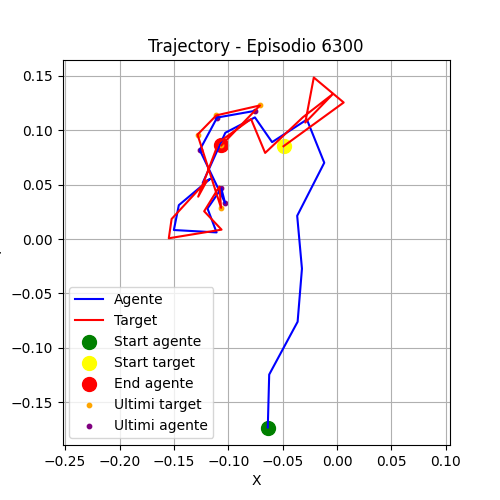 Trajectory - Episodio 6300
0.15
0.10
0.05
0.00
−0.05
−0.10
−0.15
Agente
Target
Start agente
Start target
End agente
Ultimi target
Ultimi agente
−0.25 −0.20 −0.15 −0.10 −0.05 0.00 0.05 0.10
X